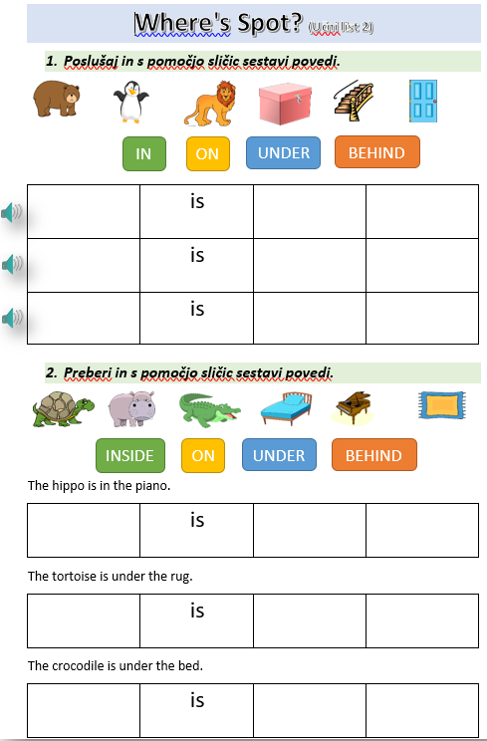 Where's Spot? (Učni list 2)
1. Poslušaj in s pomočjo sličic sestavi povedi.
IN ON UNDER BEHIND
is
is
is
2. Preberi in s pomočjo sličic sestavi povedi.
INSIDE ON UNDER BEHIND
The hippo is in the piano.
is
The tortoise is under the rug.
is
The crocodile is under the bed.
is